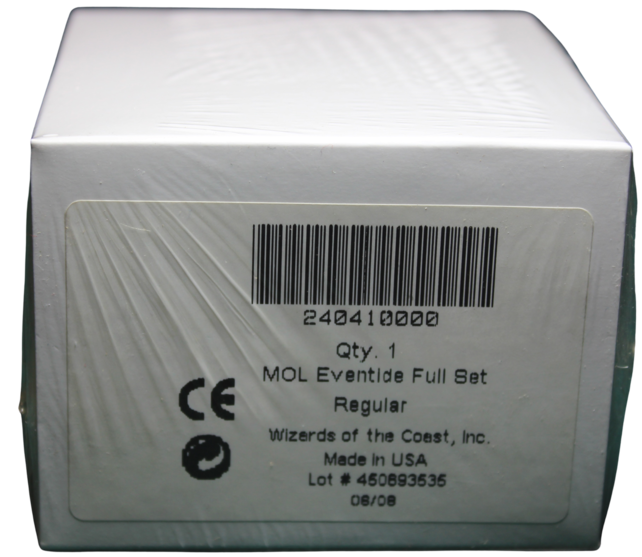 240410000
Qty. 1
MOL Eventide Full Set
Regular
CE
Wizards of the Coast, Inc.
Made in USA
Lot # 450893535
08/08